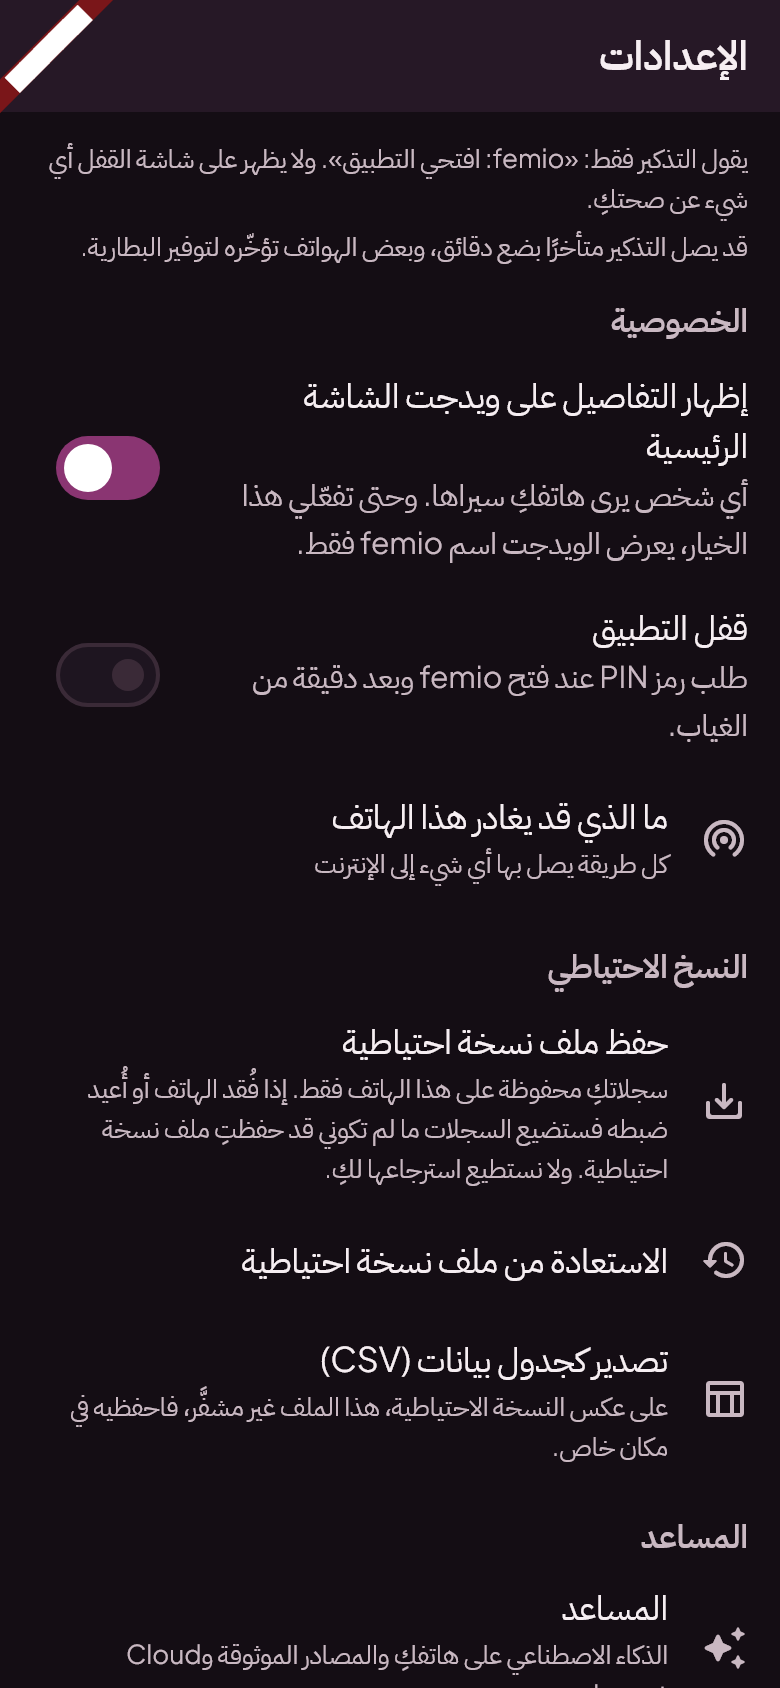 الإعدادات
يقول التذكير فقط: «femio: افتحي التطبيق». ولا يظهر على شاشة القفل أي
شيء عن صحتكِ.
قد يصل التذكير متأخرًا بضع دقائق، وبعض الهواتف تؤخّره لتوفير البطارية.
الخصوصية
إظهار التفاصيل على ويدجت الشاشة
الرئيسية
أي شخص يرى هاتفكِ سيراها. وحتى تفعّلي هذا
الخيار، يعرض الويدجت اسم femio فقط.
قفل التطبيق
طلب رمز PIN عند فتح femio وبعد دقيقة من
الغياب.
ما الذي قد يغادر هذا الهاتف
كل طريقة يصل بها أي شيء إلى الإنترنت
النسخ الاحتياطي
حفظ ملف نسخة احتياطية
سجلاتكِ محفوظة على هذا الهاتف فقط. إذا فُقد الهاتف أو أُعيد
ضبطه فستضيع السجلات ما لم تكوني قد حفظتِ ملف نسخة
احتياطية. ولا نستطيع استرجاعها لكِ.
الاستعادة من ملف نسخة احتياطية
تصدير كجدول بيانات (CSV)
على عكس النسخة الاحتياطية، هذا الملف غير مشفَّر، فاحفظيه في
مكان خاص.
المساعد
المساعد
الذكاء الاصطناعي على هاتفكِ والمصادر الموثوقة وCloud